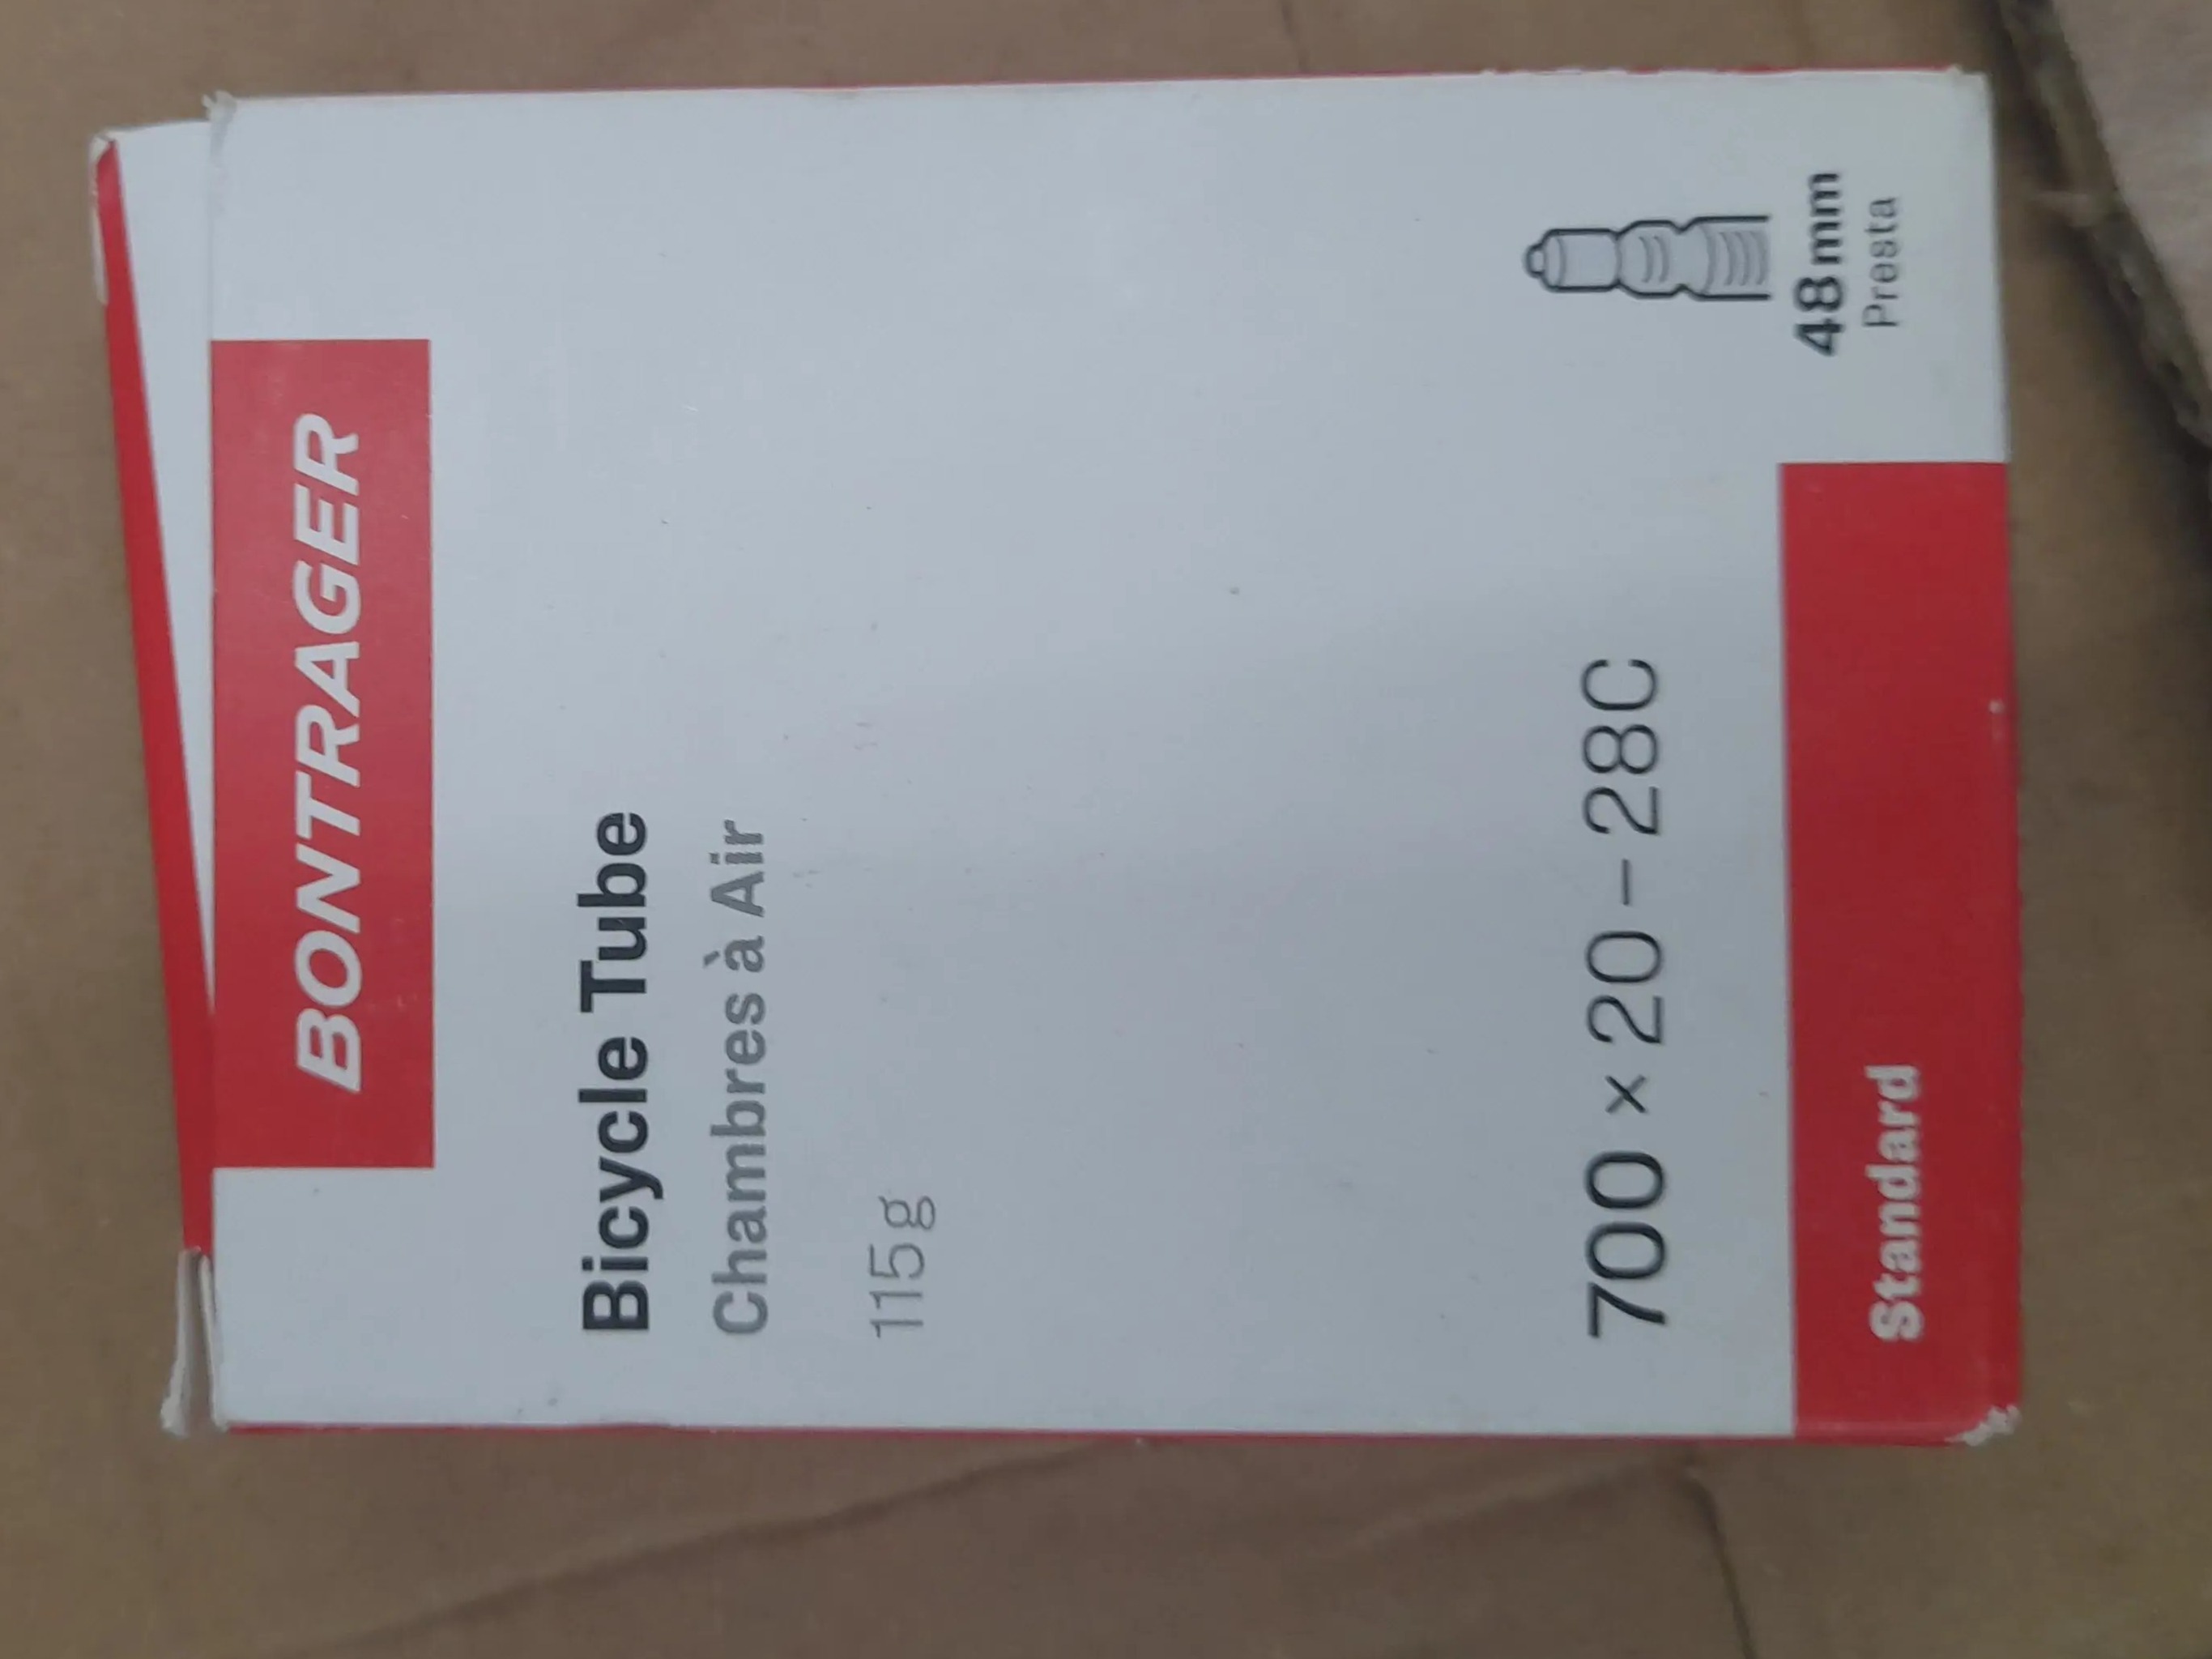 BONTRAGER
Bicycle Tube
Chambres à Air
115g
700 × 20 – 28C
48mm
Presta
Standard